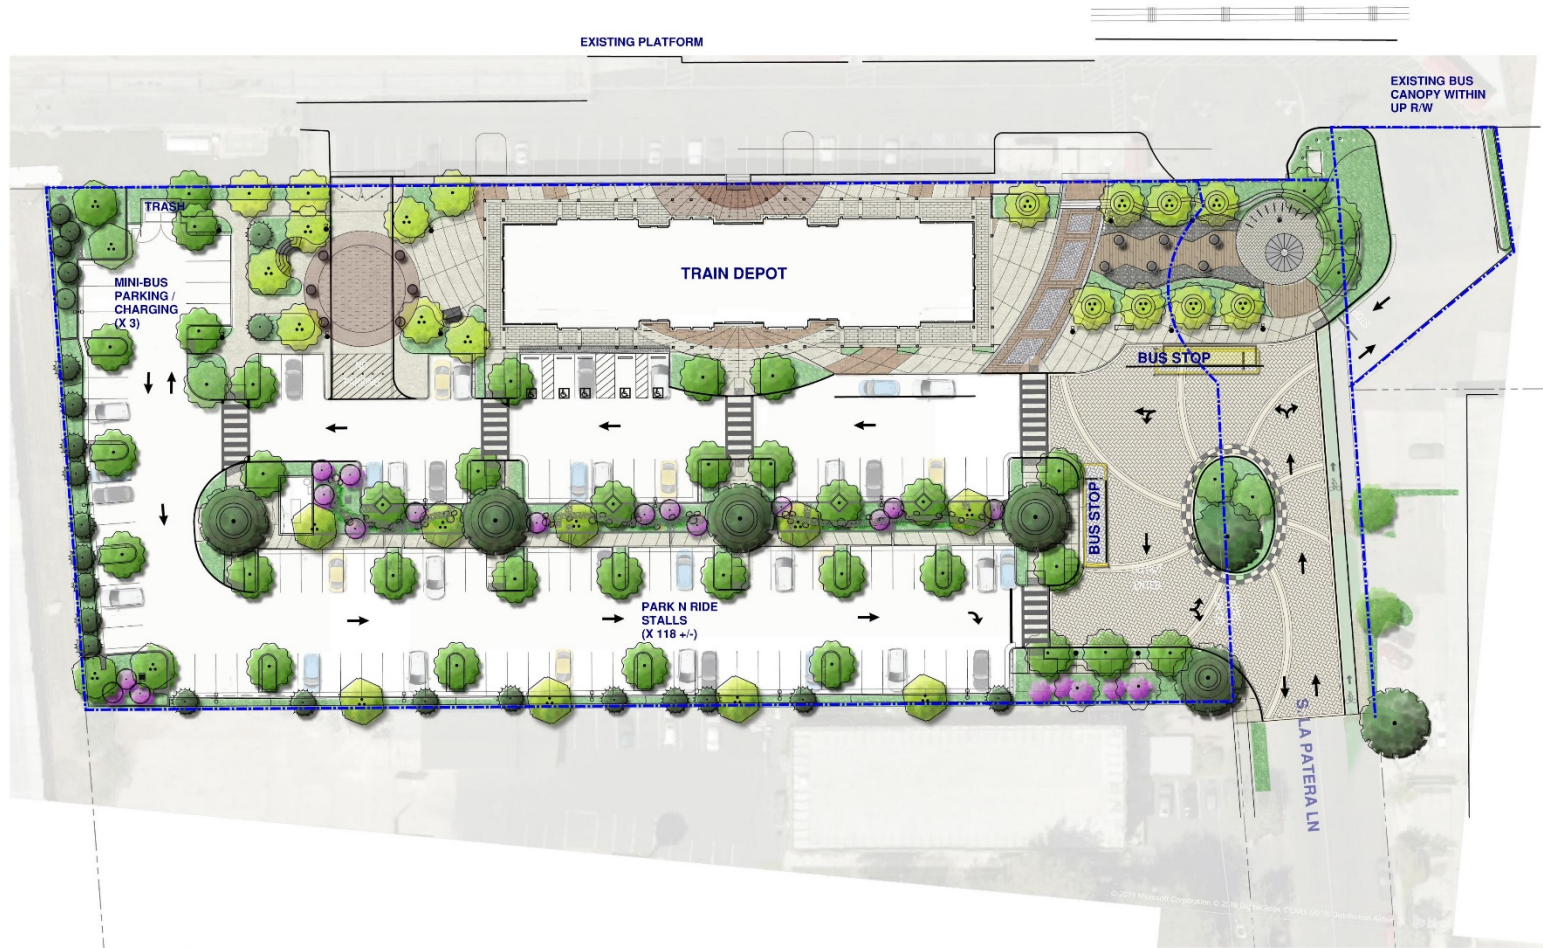 EXISTING PLATFORM
EXISTING BUS
CANOPY WITHIN
UP R/W
TRASH
MINI-BUS
PARKING /
CHARGING
(X 3)
TRAIN DEPOT
BUS STOP
BUS STOP
PARK N RIDE
STALLS
(X 118 +/-)
S. LA PATERA LN